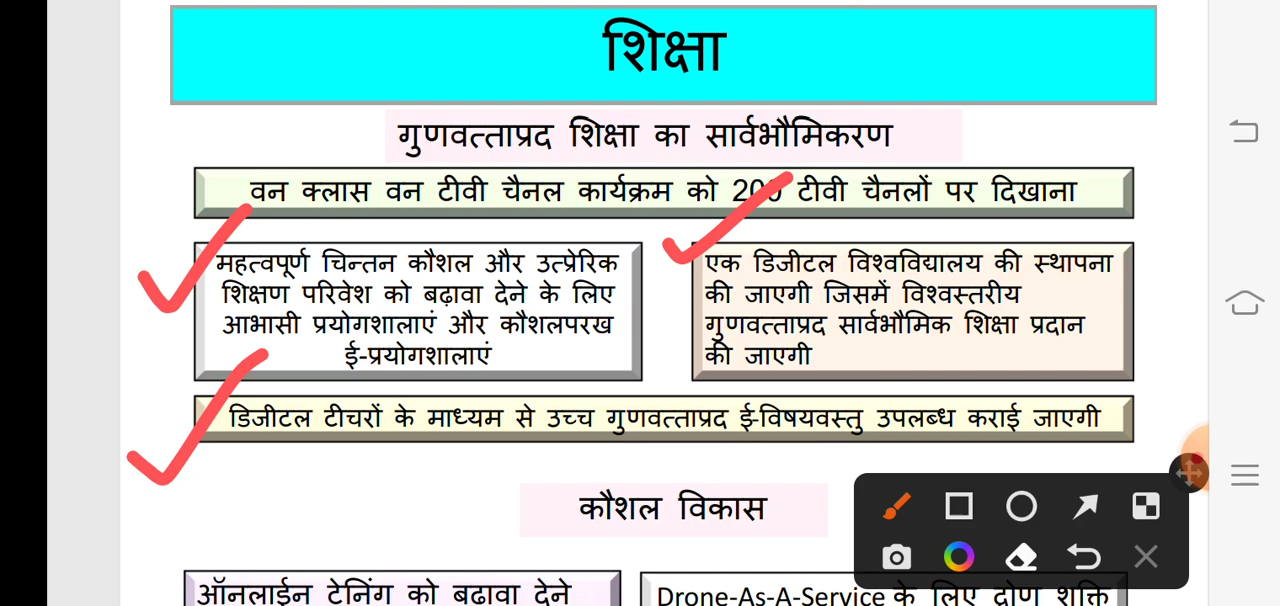 शिक्षा
गुणवत्ताप्रद शिक्षा का सार्वभौमिकरण
वन क्लास वन टीवी चैनल कार्यक्रम को 200 टीवी चैनलों पर दिखाना
महत्वपूर्ण चिन्तन कौशल और उत्प्रेरिक
शिक्षण परिवेश को बढ़ावा देने के लिए
आभासी प्रयोगशालाएं और कौशलपरख
ई-प्रयोगशालाएं
एक डिजीटल विश्वविद्यालय की स्थापना
की जाएगी जिसमें विश्वस्तरीय
गुणवत्ताप्रद सार्वभौमिक शिक्षा प्रदान
की जाएगी
डिजीटल टीचरों के माध्यम से उच्च गुणवत्ताप्रद ई-विषयवस्तु उपलब्ध कराई जाएगी
कौशल विकास
ऑनलाईन टेनिंग को बढावा देने
Drone-As-A-Service के लिए द्रोण शक्ति